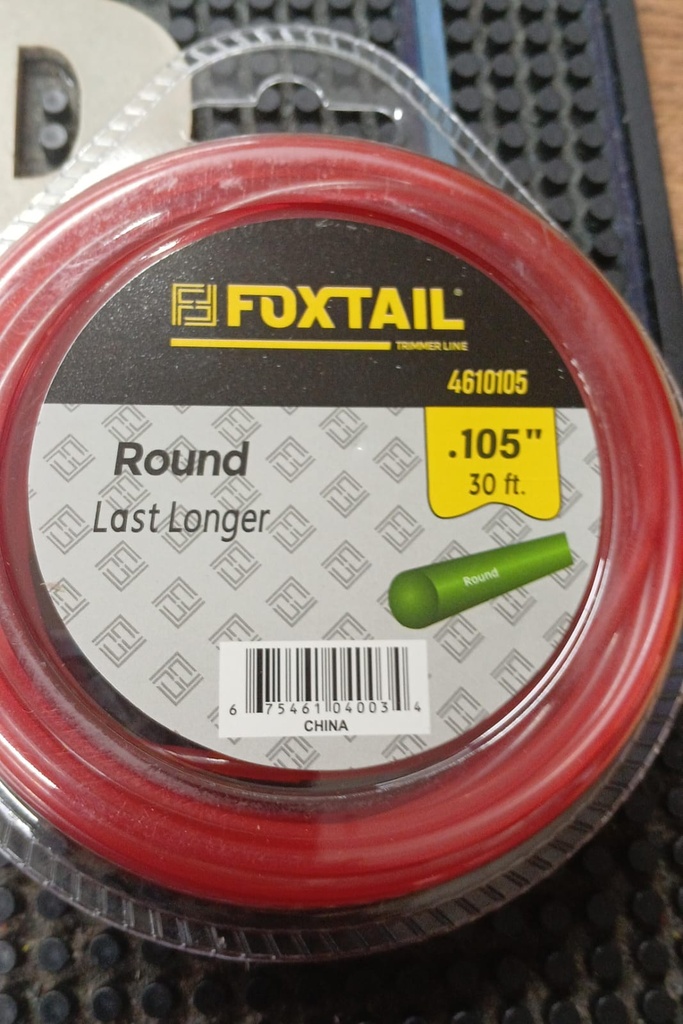 FOXTAIL®
TRIMMER LINE
4610105
.105"
30 ft.
Round
Last Longer
Round
6 75461 04003 4
CHINA